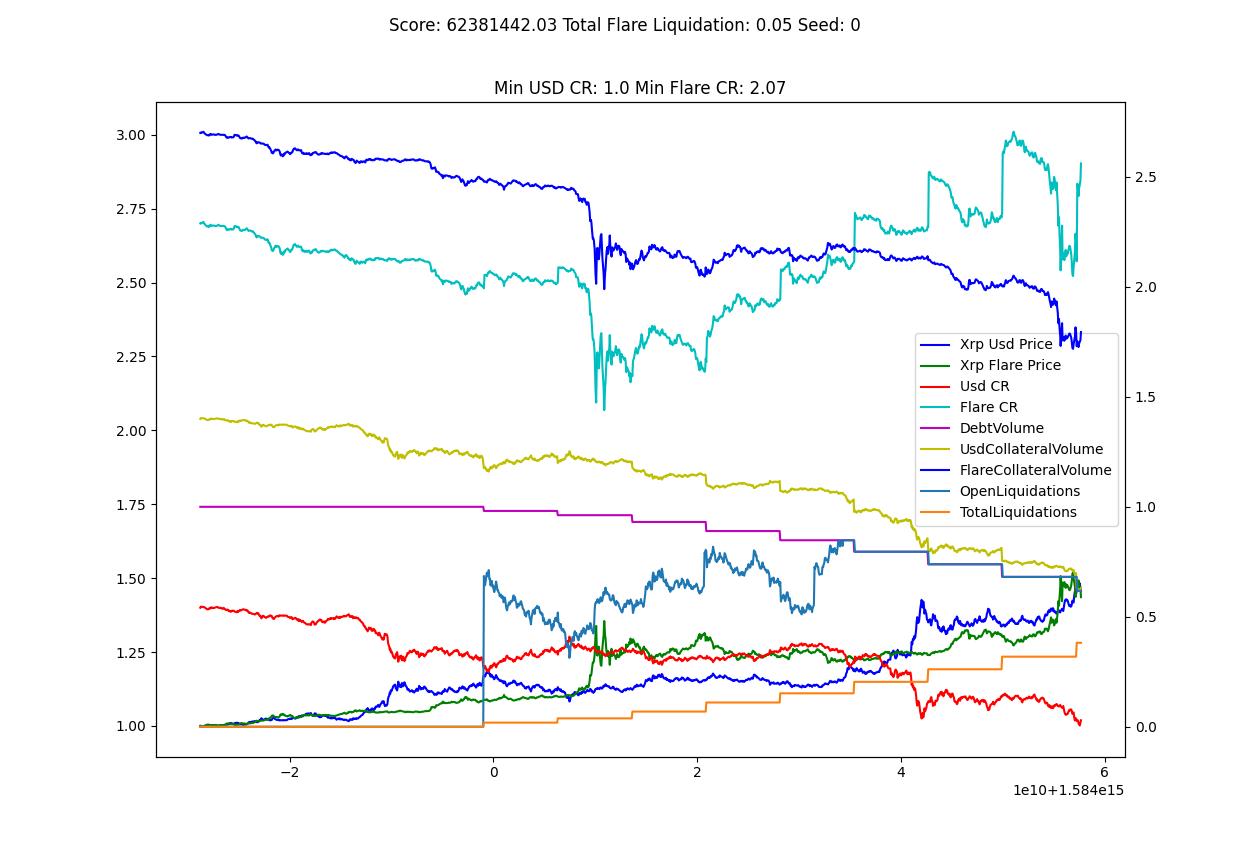 Score: 62381442.03 Total Flare Liquidation: 0.05 Seed: 0
Min USD CR: 1.0 Min Flare CR: 2.07
3.00
2.75
2.50
2.25
2.00
1.75
1.50
1.25
1.00
2.5
2.0
1.5
1.0
0.5
0.0
Xrp Usd Price
Xrp Flare Price
Usd CR
Flare CR
DebtVolume
UsdCollateralVolume
FlareCollateralVolume
OpenLiquidations
TotalLiquidations
−2 0 2 4 6
1e10+1.584e15